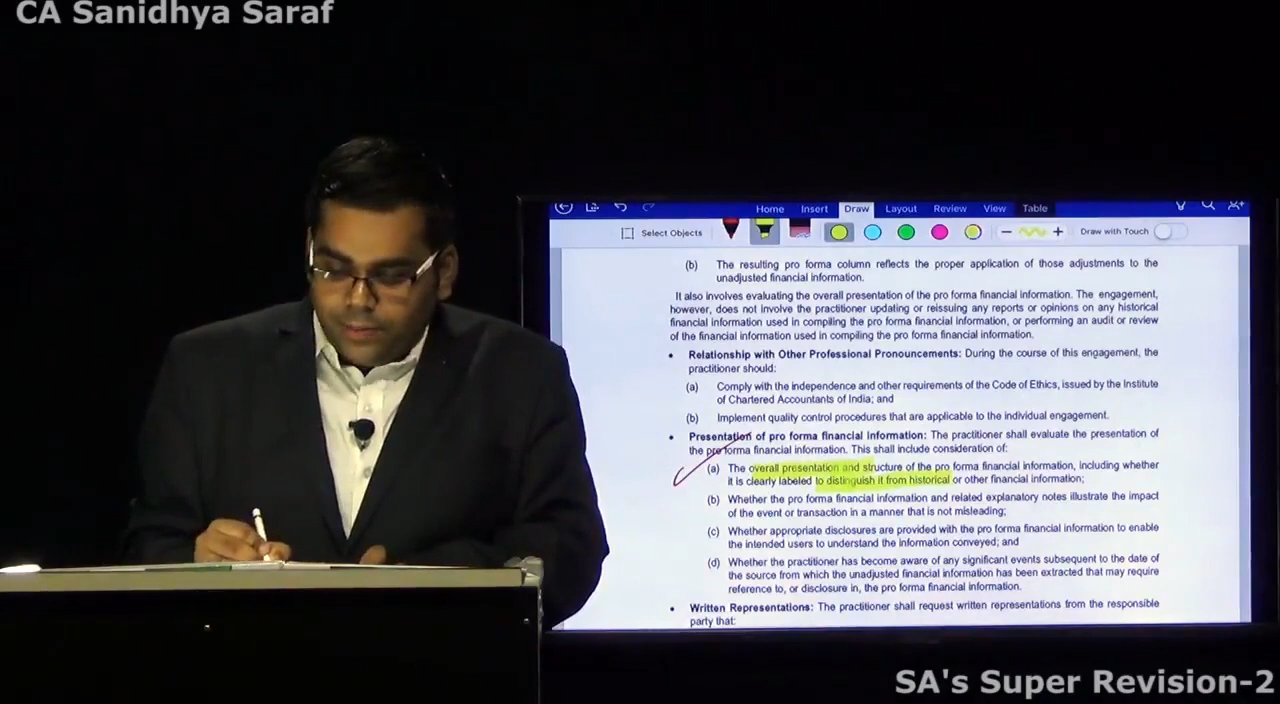 CA Sanidhya Saraf
Home Insert Draw Layout Review View Table
Select Objects
Draw with Touch
(b) The resulting pro forma column reflects the proper application of those adjustments to the
unadjusted financial information.
It also involves evaluating the overall presentation of the pro forma financial information. The engagement,
however, does not involve the practitioner updating or reissuing any reports or opinions on any historical
financial information used in compiling the pro forma financial information, or performing an audit or review
of the financial information used in compiling the pro forma financial information.
• Relationship with Other Professional Pronouncements: During the course of this engagement, the
practitioner should:
(a) Comply with the independence and other requirements of the Code of Ethics, issued by the Institute
of Chartered Accountants of India; and
(b) Implement quality control procedures that are applicable to the individual engagement.
• Presentation of pro forma financial information: The practitioner shall evaluate the presentation of
the pro forma financial information. This shall include consideration of:
(a) The overall presentation and structure of the pro forma financial information, including whether
it is clearly labeled to distinguish it from historical or other financial information;
(b) Whether the pro forma financial information and related explanatory notes illustrate the impact
of the event or transaction in a manner that is not misleading;
(c) Whether appropriate disclosures are provided with the pro forma financial information to enable
the intended users to understand the information conveyed; and
(d) Whether the practitioner has become aware of any significant events subsequent to the date of
the source from which the unadjusted financial information has been extracted that may require
reference to, or disclosure in, the pro forma financial information.
• Written Representations: The practitioner shall request written representations from the responsible
party that:
SA's Super Revision-2